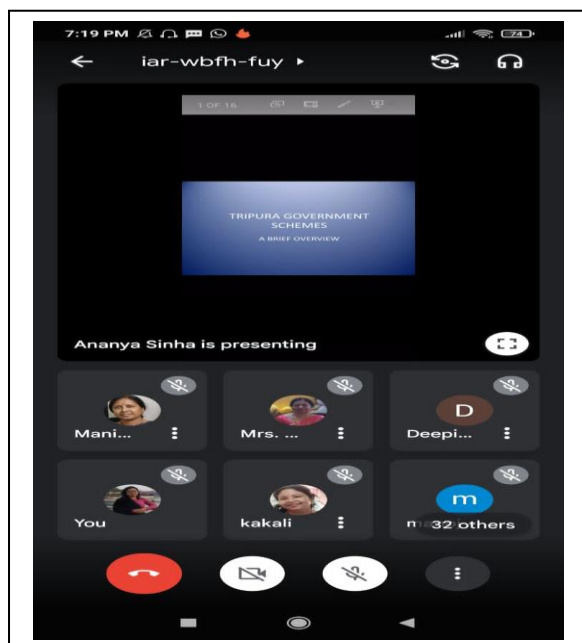 7:19 PM
74
iar-wbfh-fuy
1 OF 16
TRIPURA GOVERNMENT
SCHEMES
A BRIEF OVERVIEW
Ananya Sinha is presenting
Mani...
Mrs. ...
D
Deepi...
You
kakali
m
32 others